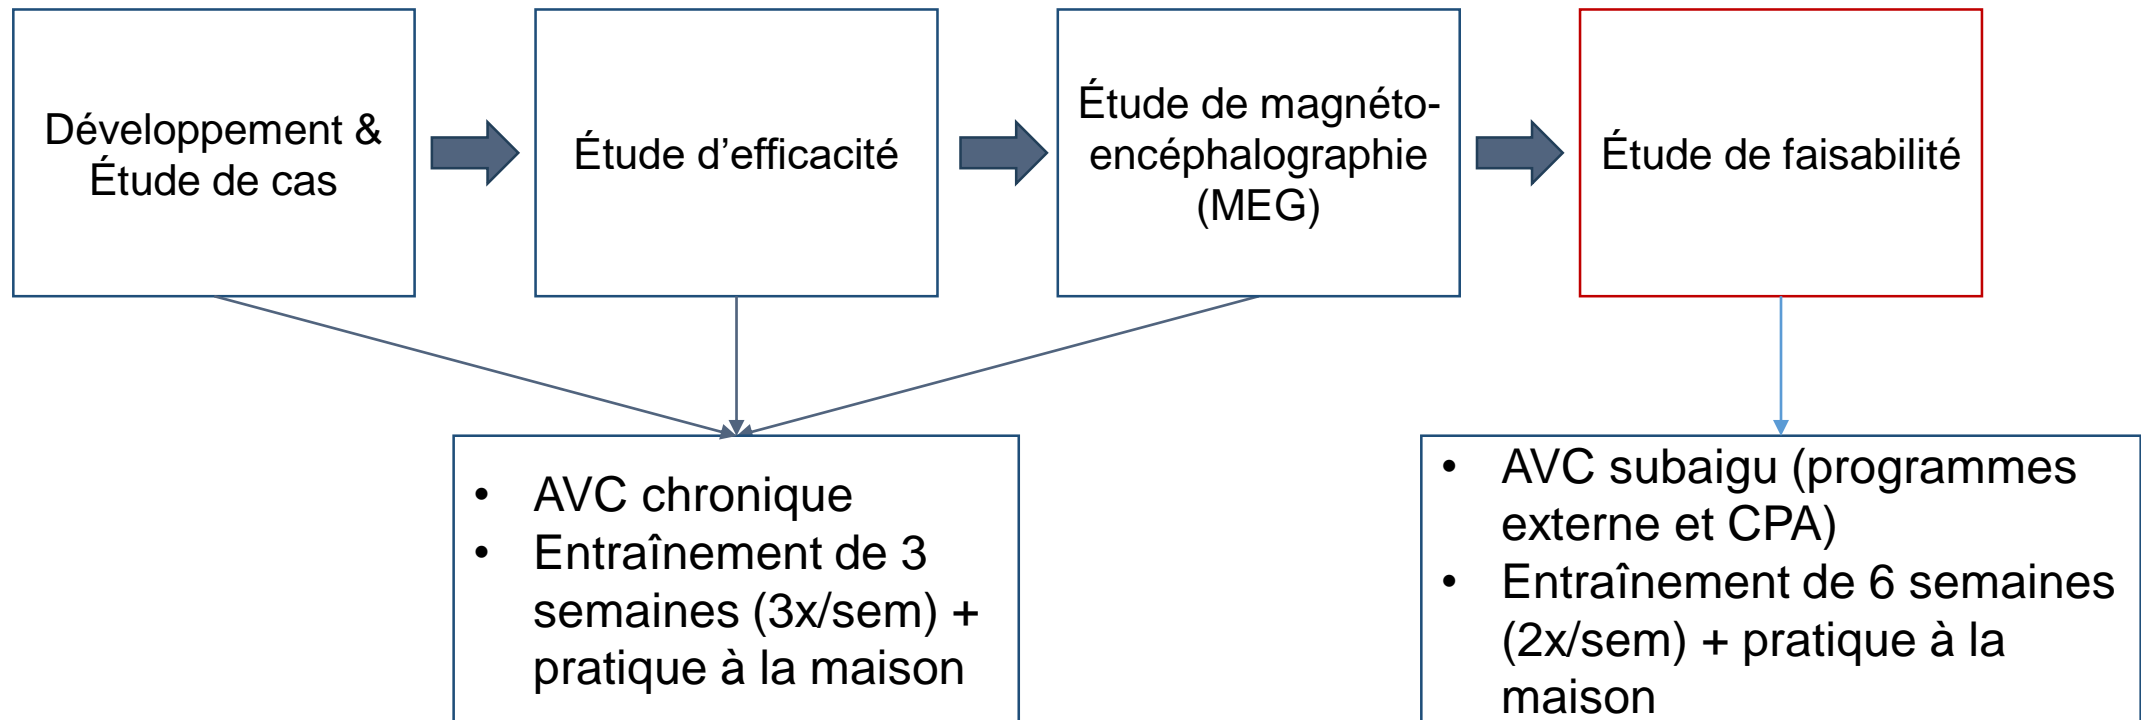 Développement &
Étude de cas
Étude d’efficacité
Étude de magnéto-
encéphalographie
(MEG)
Étude de faisabilité
• AVC chronique
• Entraînement de 3
semaines (3x/sem) +
pratique à la maison
• AVC subaigu (programmes
externe et CPA)
• Entraînement de 6 semaines
(2x/sem) + pratique à la
maison